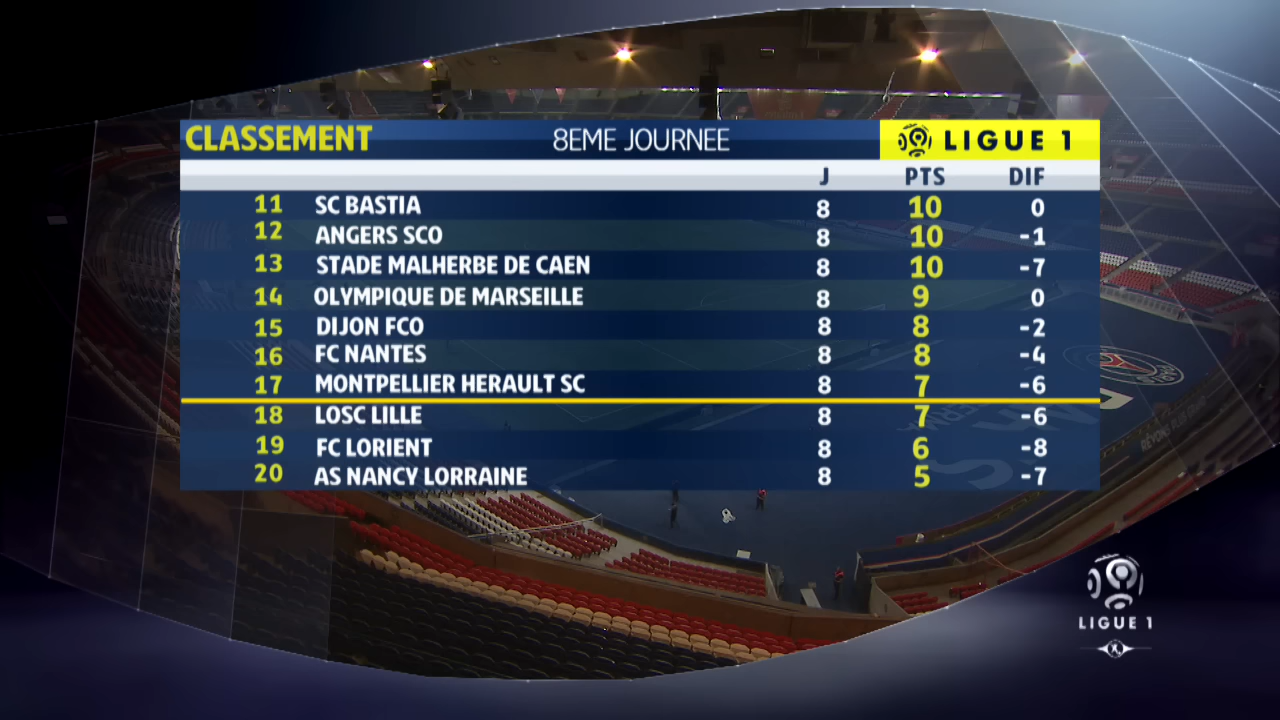 CLASSEMENT 8EME JOURNEE LIGUE 1
J PTS DIF
11 SC BASTIA 8 10 0
12 ANGERS SCO 8 10 -1
13 STADE MALHERBE DE CAEN 8 10 -7
14 OLYMPIQUE DE MARSEILLE 8 9 0
15 DIJON FCO 8 8 -2
16 FC NANTES 8 8 -4
17 MONTPELLIER HERAULT SC 8 7 -6
18 LOSC LILLE 8 7 -6
19 FC LORIENT 8 6 -8
20 AS NANCY LORRAINE 8 5 -7
PARIS
LIGUE 1